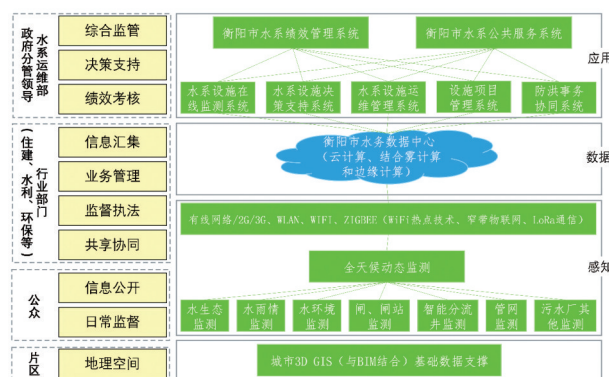 水系运维部
政府分管领导
综合监管
决策支持
绩效考核
行业部门
(住建、水利、环保等)
信息汇集
业务管理
监督执法
共享协同
公众
信息公开
日常监督
片区
地理空间
衡阳市水系绩效管理系统
衡阳市水系公共服务系统
应用
水系设施在
线监测系统
水系设施决
策支持系统
水系设施运
维管理系统
设施项目
管理系统
防洪事务
协同系统
衡阳市水务数据中心
(云计算、结合雾计算
和边缘计算)
数据
有线网络/2G/3G、WLAN、WIFI、ZIGBEE(WIFI热点技术、窄带物联网、LoRa通信)
全天候动态监测
感知
水生态
监测
水雨情
监测
水环境
监测
闸、闸站
监测
智能分流
井监测
管网
监测
污水厂其
他监测
城市3D GIS(与BIM结合)基础数据支撑